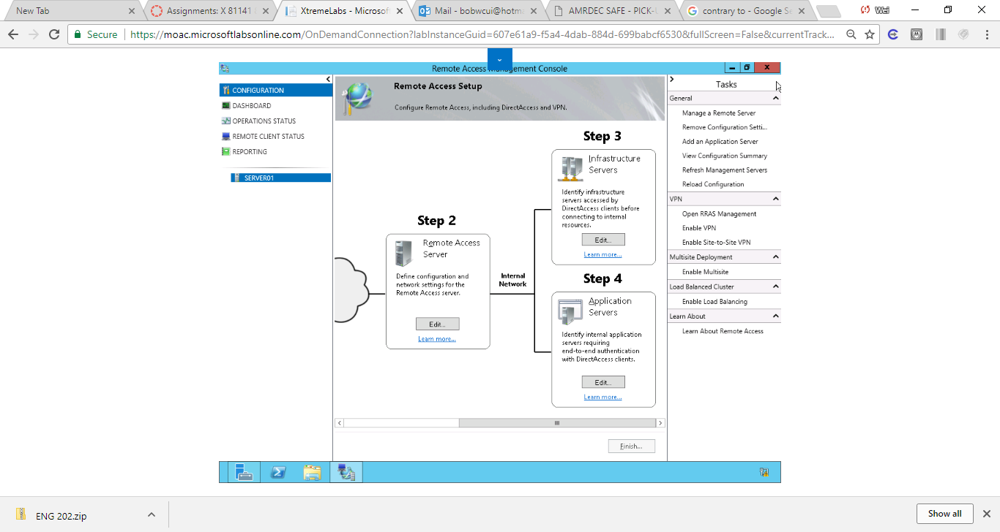 New Tab
Assignments: X 81141
XtremeLabs - Microsof
Mail - bobwcui@hotm
AMRDEC SAFE - PICK-
contrary to - Google Se
Wei
Secure
https://moac.microsoftlabsonline.com/OnDemandConnection?labInstanceGuid=607e61a9-f5a4-4dab-884d-699babcf6530&fullScreen=False&currentTrack...
Remote Access Management Console
CONFIGURATION
DASHBOARD
OPERATIONS STATUS
REMOTE CLIENT STATUS
REPORTING
SERVER01
Remote Access Setup
Configure Remote Access, including DirectAccess and VPN.
Step 2
Remote Access
Server
Define configuration and
network settings for the
Remote Access server.
Edit...
Learn more...
Internal
Network
Step 3
Infrastructure
Servers
Identify infrastructure
servers accessed by
DirectAccess clients before
connecting to internal
resources.
Edit...
Learn more...
Step 4
Application
Servers
Identify internal application
servers requiring
end-to-end authentication
with DirectAccess clients.
Edit...
Learn more...
Finish...
Tasks
General
Manage a Remote Server
Remove Configuration Setti...
Add an Application Server
View Configuration Summary
Refresh Management Servers
Reload Configuration
VPN
Open RRAS Management
Enable VPN
Enable Site-to-Site VPN
Multisite Deployment
Enable Multisite
Load Balanced Cluster
Enable Load Balancing
Learn About
Learn About Remote Access
ENG 202.zip
Show all